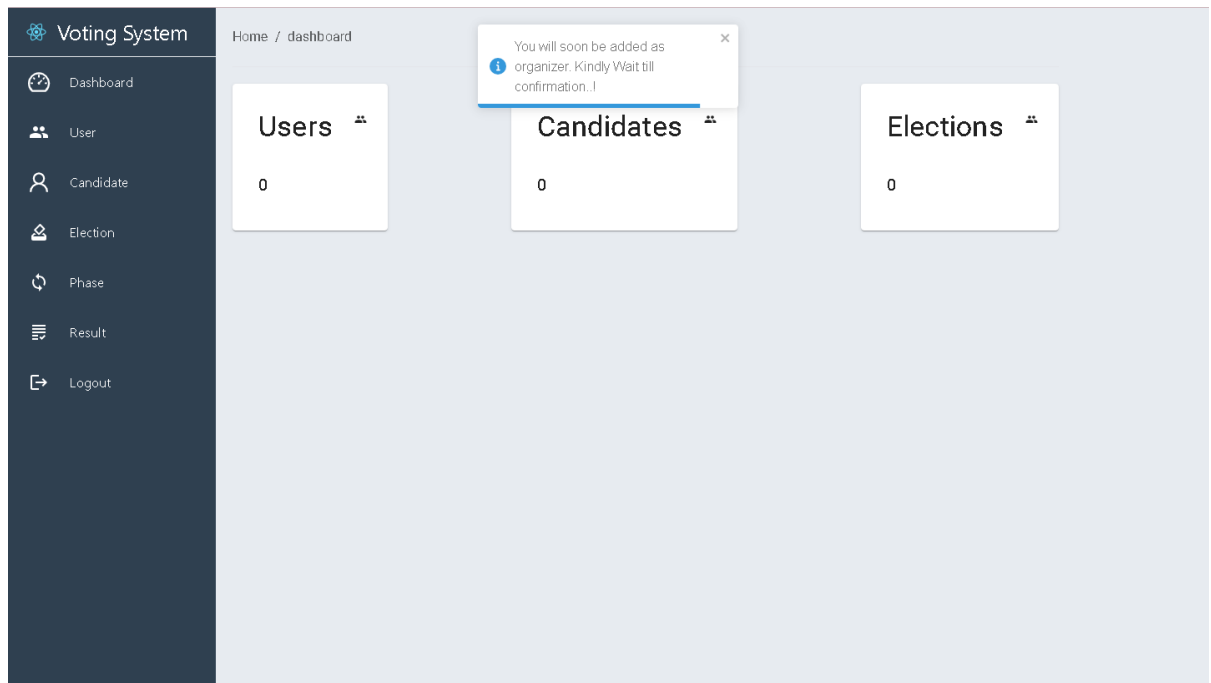 Voting System
Dashboard
User
Candidate
Election
Phase
Result
Logout
Home / dashboard
You will soon be added as
organizer. Kindly Wait till
confirmation..!
×
Users
0
Candidates
0
Elections
0